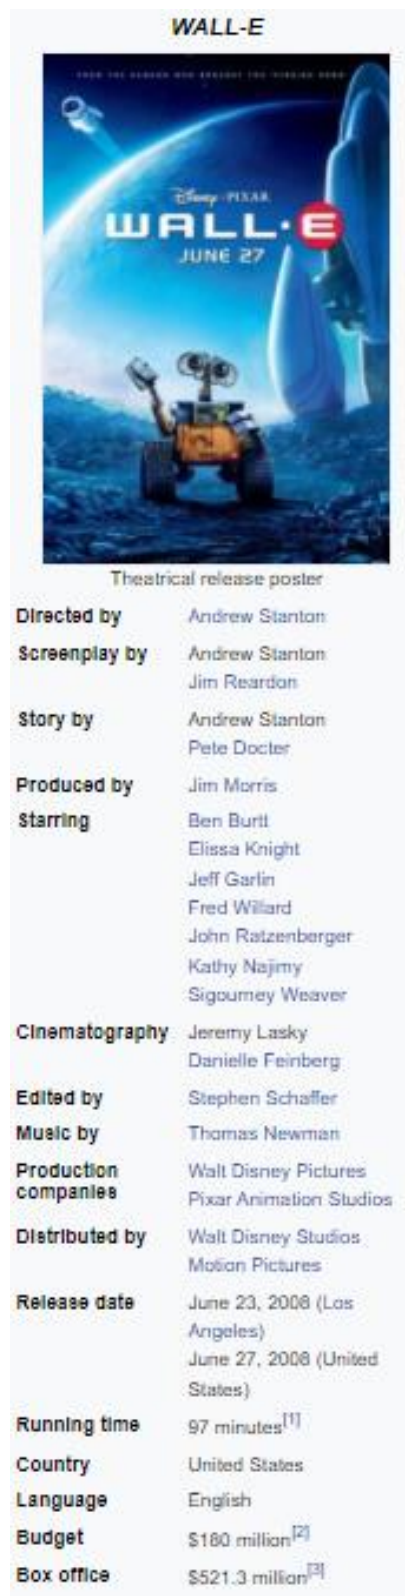 WALL-E
Disney·PIXAR
WALL·E
JUNE 27
Theatrical release poster
Directed by Andrew Stanton
Screenplay by Andrew Stanton
Jim Reardon
Story by Andrew Stanton
Pete Docter
Produced by Jim Morris
Starring Ben Burtt
Elissa Knight
Jeff Garlin
Fred Willard
John Ratzenberger
Kathy Najimy
Sigourney Weaver
Cinematography Jeremy Lasky
Danielle Feinberg
Edited by Stephen Schaffer
Music by Thomas Newman
Production companies Walt Disney Pictures
Pixar Animation Studios
Distributed by Walt Disney Studios
Motion Pictures
Release date June 23, 2008 (Los
Angeles)
June 27, 2008 (United
States)
Running time 97 minutes[1]
Country United States
Language English
Budget $180 million[2]
Box office $521.3 million[3]